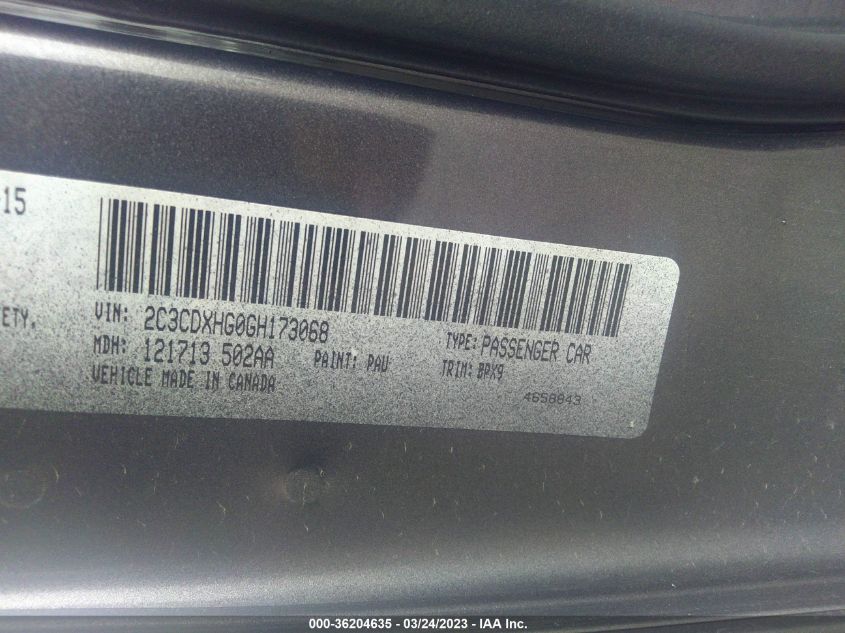 -15
ETY.
VIN: 2C3CDXHG0GH173068
TYPE: PASSENGER CAR
MDH: 121713 502AA
PAINT: PAU
TRIM: BPX9
VEHICLE MADE IN CANADA
4658843
000-36204635 - 03/24/2023 - IAA Inc.